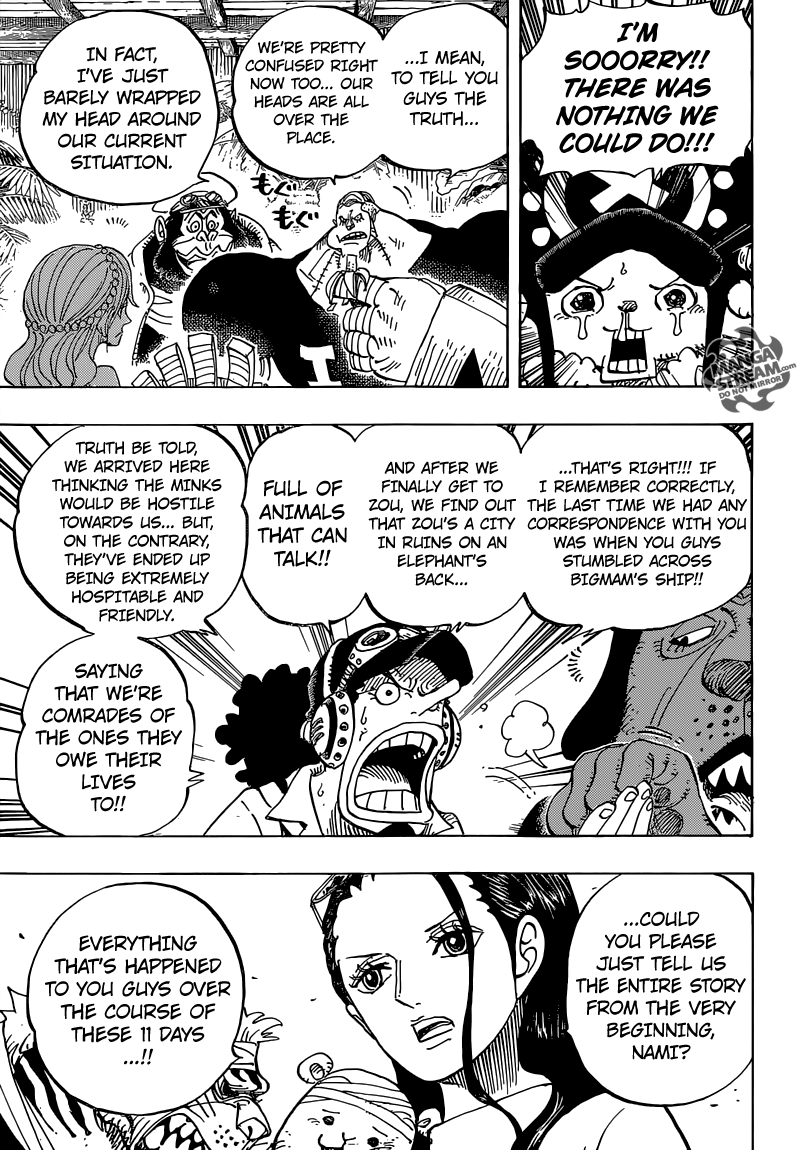 I'M
SOOORRY!!
THERE WAS
NOTHING WE
COULD DO!!!
...I MEAN,
TO TELL YOU
GUYS THE
TRUTH...
WE'RE PRETTY
CONFUSED RIGHT
NOW TOO... OUR
HEADS ARE ALL
OVER THE
PLACE.
IN FACT,
I'VE JUST
BARELY WRAPPED
MY HEAD AROUND
OUR CURRENT
SITUATION.
もぐ
もぐ
MANGA
STREAM.com
DO NOT MIRROR
...THAT'S RIGHT!!! IF
I REMEMBER CORRECTLY,
THE LAST TIME WE HAD ANY
CORRESPONDENCE WITH YOU
WAS WHEN YOU GUYS
STUMBLED ACROSS
BIGMAM'S SHIP!!
AND AFTER WE
FINALLY GET TO
ZOU, WE FIND OUT
THAT ZOU'S A CITY
IN RUINS ON AN
ELEPHANT'S
BACK...
FULL OF
ANIMALS
THAT CAN
TALK!!
TRUTH BE TOLD,
WE ARRIVED HERE
THINKING THE MINKS
WOULD BE HOSTILE
TOWARDS US... BUT,
ON THE CONTRARY,
THEY'VE ENDED UP
BEING EXTREMELY
HOSPITABLE AND
FRIENDLY.
SAYING
THAT WE'RE
COMRADES OF
THE ONES THEY
OWE THEIR
LIVES
TO!!
...COULD
YOU PLEASE
JUST TELL US
THE ENTIRE STORY
FROM THE VERY
BEGINNING,
NAMI?
EVERYTHING
THAT'S HAPPENED
TO YOU GUYS OVER
THE COURSE OF
THESE 11 DAYS
...!!